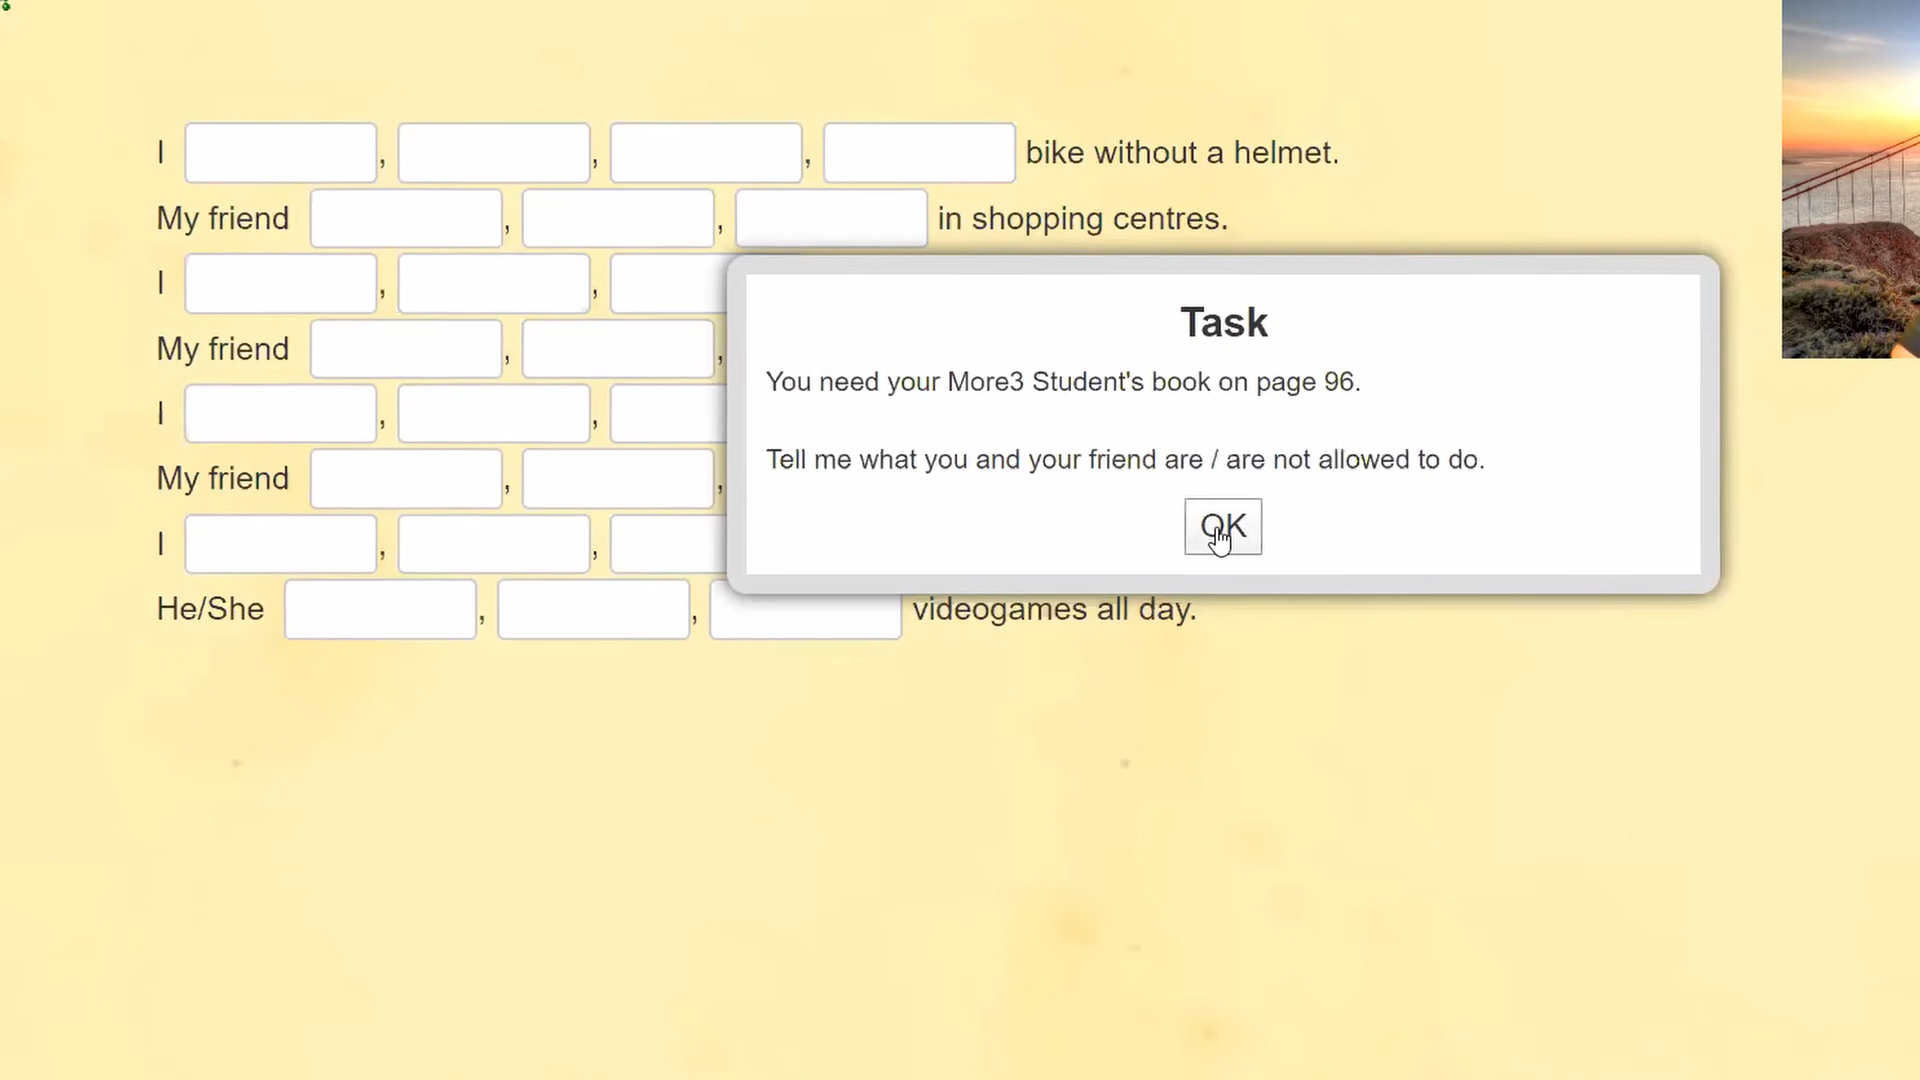 I , , , bike without a helmet.
My friend , , in shopping centres.
I , ,
My friend , ,
I , ,
My friend , ,
I , ,
He/She , , videogames all day.
Task
You need your More3 Student's book on page 96.
Tell me what you and your friend are / are not allowed to do.
OK